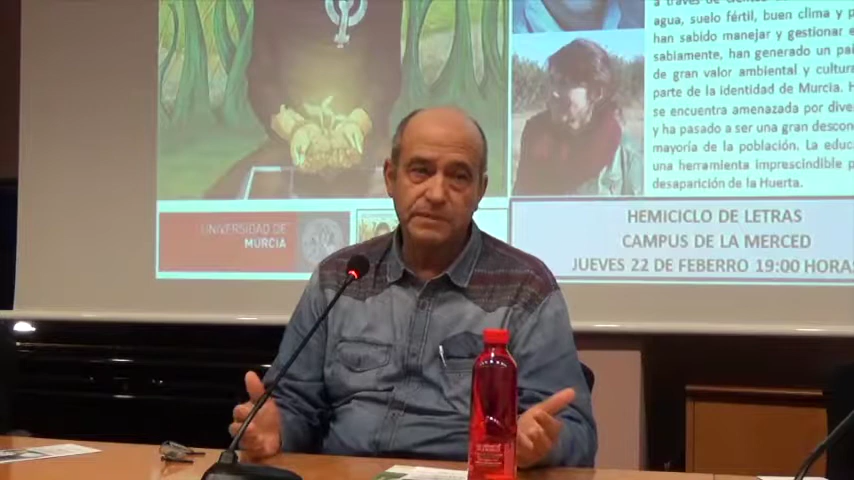 a través de cientos
agua, suelo fértil, buen clima y p
han sabido manejar y gestionar e
sabiamente, han generado un pai
gran valor ambiental y cultural
parte de la identidad de Murcia.
encuentra amenazada por dive
y ha pasado a ser una gran descon
mayoría de la población. La educ
una herramienta imprescindible
desaparición de la Huerta.
UNIVERSIDAD DE
MURCIA
HEMICICLO DE LETRAS
CAMPUS DE LA MERCED
JUEVES 22 DE FEBRERO 19:00 HORA